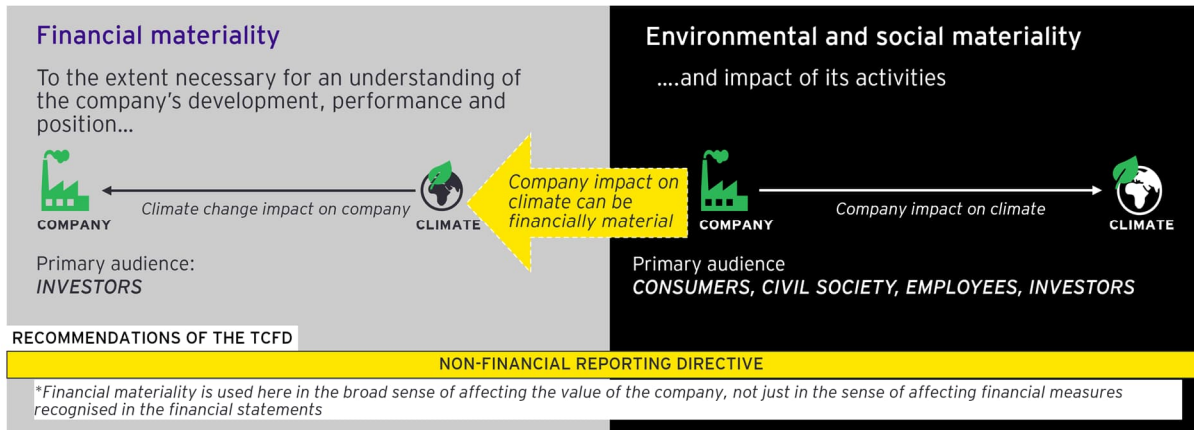 Financial materiality
To the extent necessary for an understanding of
the company's development, performance and
position...
COMPANY
Climate change impact on company
CLIMATE
Primary audience:
INVESTORS
Company impact on
climate can be
financially material
Environmental and social materiality
....and impact of its activities
COMPANY
Company impact on climate
CLIMATE
Primary audience
CONSUMERS, CIVIL SOCIETY, EMPLOYEES, INVESTORS
RECOMMENDATIONS OF THE TCFD
NON-FINANCIAL REPORTING DIRECTIVE
*Financial materiality is used here in the broad sense of affecting the value of the company, not just in the sense of affecting financial measures
recognised in the financial statements